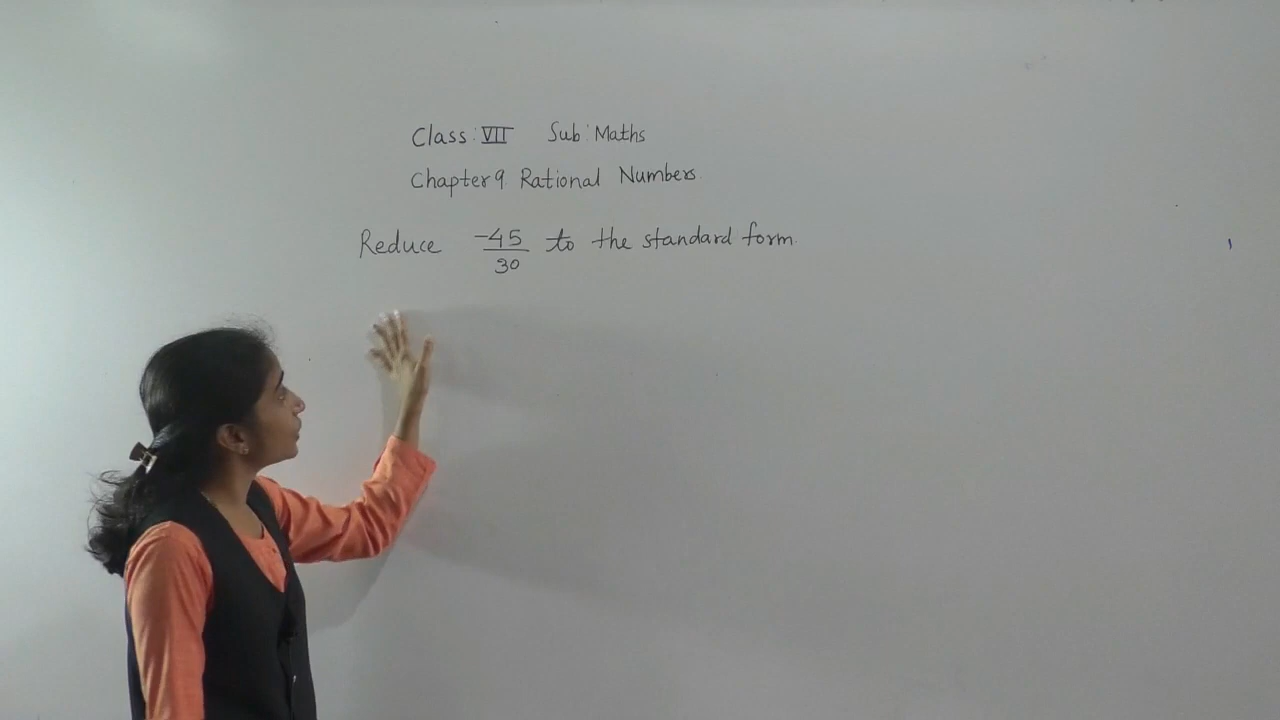 Class: VII Sub: Maths
Chapter 9. Rational Numbers.
Reduce -45/30 to the standard form.